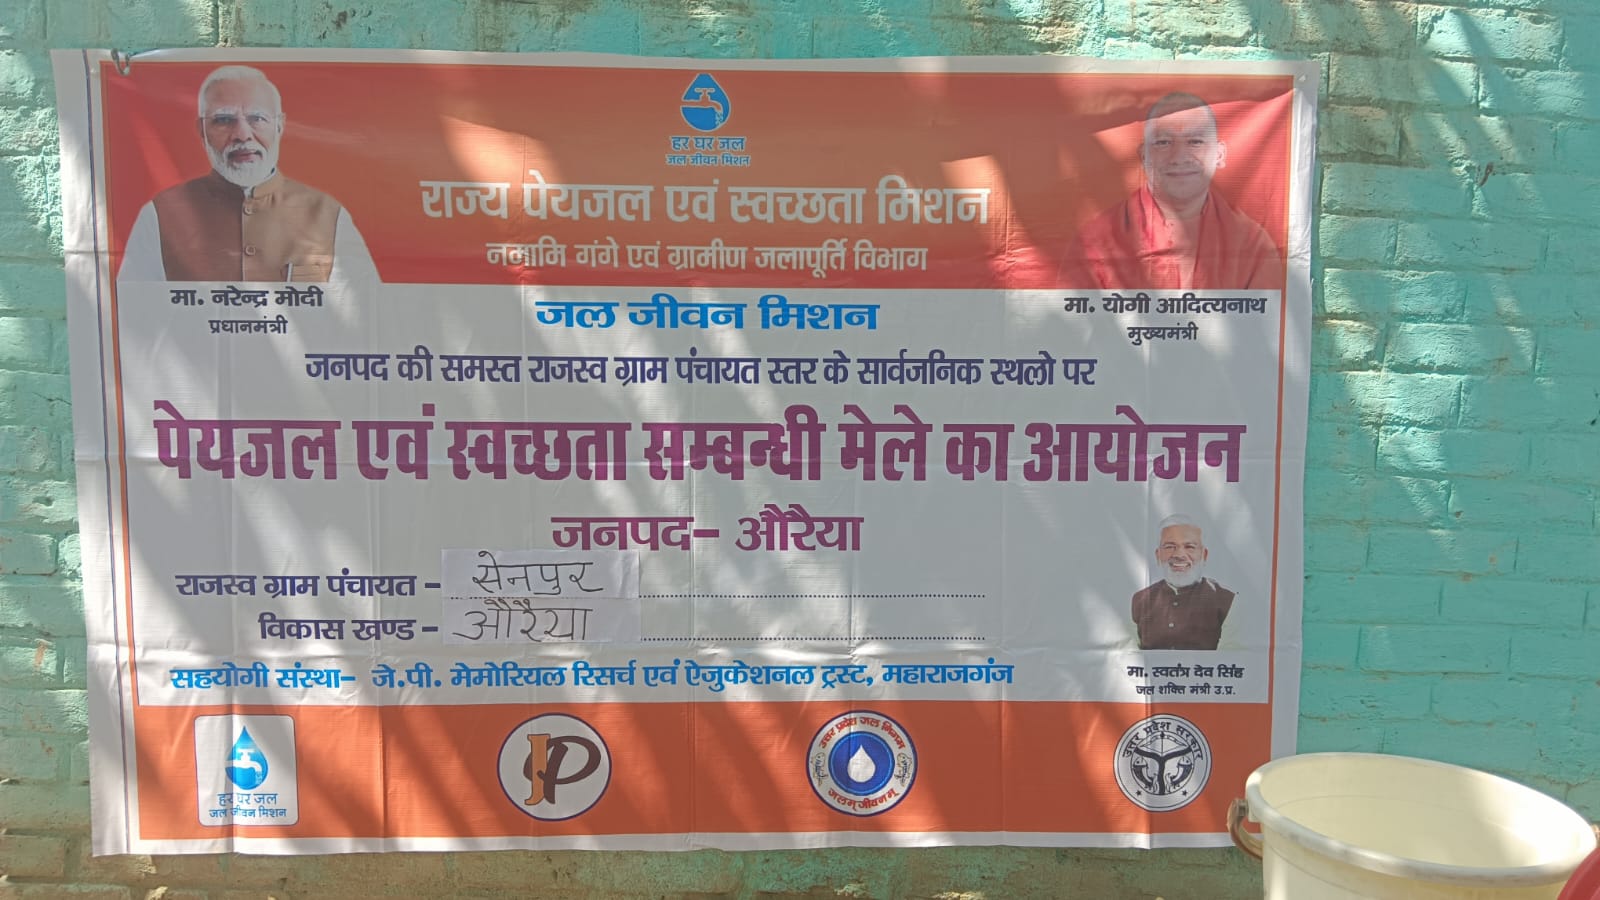 हर घर जल
जल जीवन मिशन
राज्य पेयजल एवं स्वच्छता मिशन
नमामि गंगे एवं ग्रामीण जलापूर्ति विभाग
मा. नरेन्द्र मोदी
प्रधानमंत्री
मा. योगी आदित्यनाथ
मुख्यमंत्री
जल जीवन मिशन
जनपद की समस्त राजस्व ग्राम पंचायत स्तर के सार्वजनिक स्थलो पर
पेयजल एवं स्वच्छता सम्बन्धी मेले का आयोजन
जनपद- औरैया
राजस्व ग्राम पंचायत - सेनपुर
विकास खण्ड - औरैया
मा. स्वतंत्र देव सिंह
जल शक्ति मंत्री उ.प्र.
सहयोगी संस्था- जे.पी. मेमोरियल रिसर्च एवं ऐजुकेशनल ट्रस्ट, महाराजगंज
हर घर जल
जल जीवन मिशन
JP
उत्तर प्रदेश जल निगम
जलम् जीवनम्
उत्तर प्रदेश सरकार